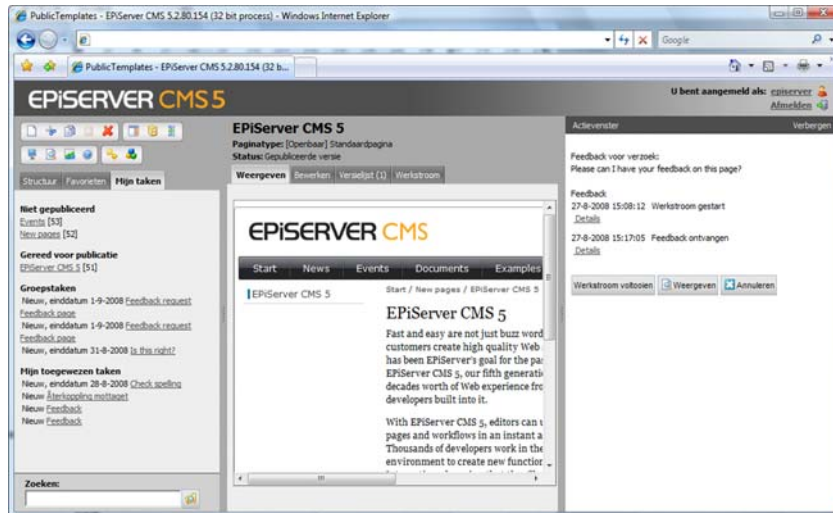 PublicTemplates - EPiServer CMS 5.2.80.154 (32 bit process) - Windows Internet Explorer
Google
PublicTemplates - EPiServer CMS 5.2.80.154 (32 b...
EPiSERVER CMS 5
U bent aangemeld als: episerver
Afmelden
Structuur Favorieten Mijn taken
Niet gepubliceerd
Events [53]
New pages [52]
Gereed voor publicatie
EPiServer CMS 5 [51]
Groepstaken
Nieuw, einddatum 1-9-2008 Feedback request
Feedback page
Nieuw, einddatum 1-9-2008 Feedback request
Feedback page
Nieuw, einddatum 31-8-2008 Is this right?
Mijn toegewezen taken
Nieuw, einddatum 28-8-2008 Check spelling
Nieuw Återkoppling mottaget
Nieuw Feedback
Nieuw Feedback
Zoeken:
EPiServer CMS 5
Paginatype: [Openbaar] Standaardpagina
Status: Gepubliceerde versie
Weergeven Bewerken Versielijst (1) Werkstroom
EPiSERVER CMS
Start News Events Documents Examples
EPiServer CMS 5
Start / New pages / EPiServer CMS 5
EPiServer CMS 5
Fast and easy are not just buzz word
customers create high quality Web
has been EPiServer's goal for the pa
EPiServer CMS 5, our fifth generati
decades worth of Web experience fro
developers built into it.
With EPiServer CMS 5, editors can
pages and workflows in an instant a
Thousands of developers work in the
environment to create new function
Actievenster Verbergen
Feedback voor verzoek:
Please can I have your feedback on this page?
Feedback
27-8-2008 15:08:12 Werkstroom gestart
Details
27-8-2008 15:17:05 Feedback ontvangen
Details
Werkstroom voltooien Weergeven Annuleren